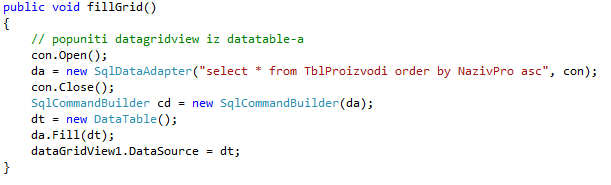 public void fillGrid()
{
    // popuniti datagridview iz datatable-a
    con.Open();
    da = new SqlDataAdapter("select * from TblProizvodi order by NazivPro asc", con);
    con.Close();
    SqlCommandBuilder cd = new SqlCommandBuilder(da);
    dt = new DataTable();
    da.Fill(dt);
    dataGridView1.DataSource = dt;
}